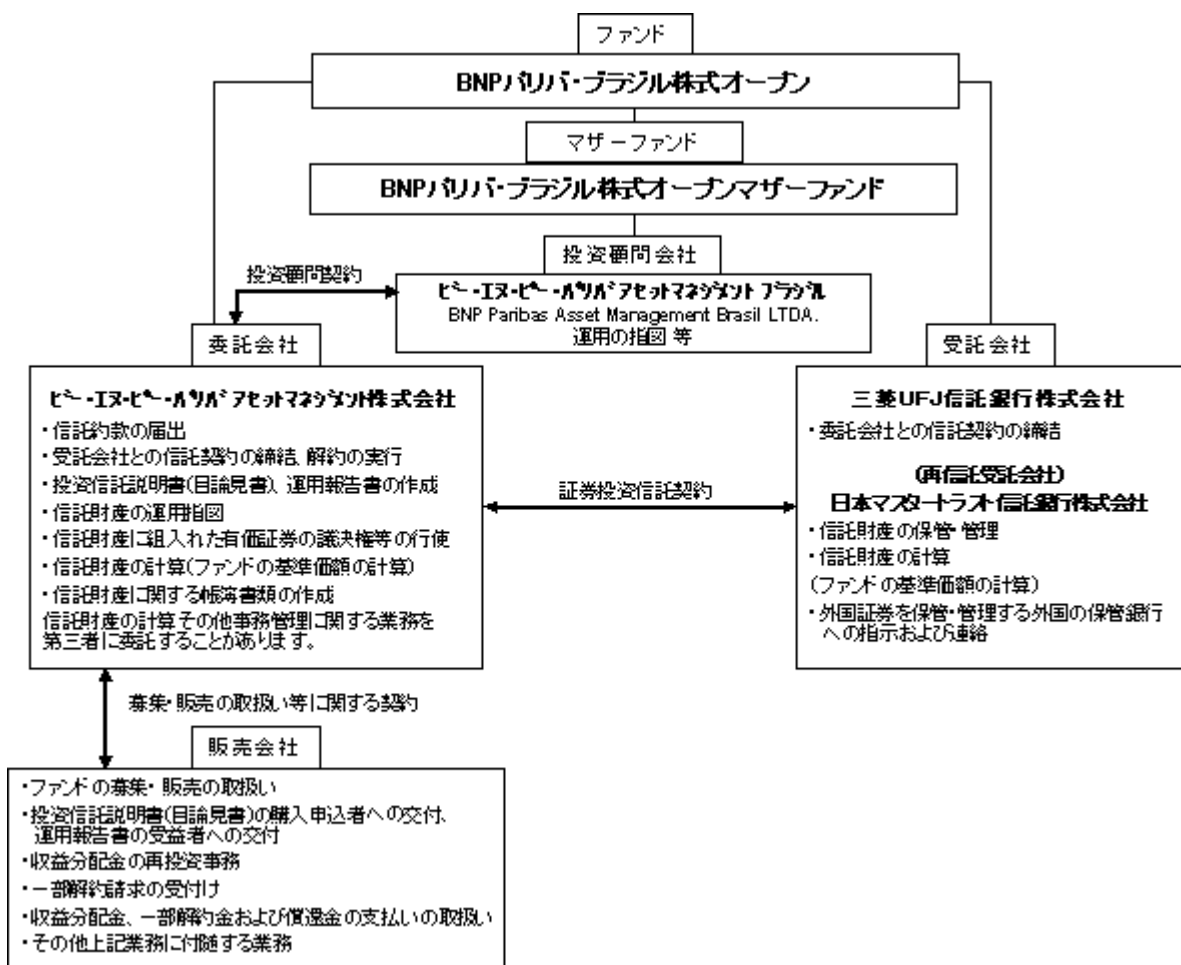 ファンド
BNPパリバ・ブラジル株式オープン
マザーファンド
BNPパリバ・ブラジル株式オープンマザーファンド
投資顧問会社
投資顧問契約
ビー・エヌ・ピー・パリバ アセットマネジメント ブラジル
BNP Paribas Asset Management Brasil LTDA.
運用の指図 等
委託会社
受託会社
ビー・エヌ・ピー・パリバ アセットマネジメント株式会社
・信託約款の届出
・受託会社との信託契約の締結、解約の実行
・投資信託説明書(目論見書)、運用報告書の作成
・信託財産の運用指図
・信託財産に組入れた有価証券の議決権等の行使
・信託財産の計算(ファンドの基準価額の計算)
・信託財産に関する帳簿書類の作成
信託財産の計算その他事務管理に関する業務を
第三者に委託することがあります。
証券投資信託契約
三菱UFJ信託銀行株式会社
・委託会社との信託契約の締結
(再信託受託会社)
日本マスタートラスト信託銀行株式会社
・信託財産の保管・管理
・信託財産の計算
(ファンドの基準価額の計算)
・外国証券を保管・管理する外国の保管銀行
への指示および連絡
募集・販売の取扱い等に関する契約
販売会社
・ファンドの募集・販売の取扱い
・投資信託説明書(目論見書)の購入申込者への交付、
運用報告書の受益者への交付
・収益分配金の再投資事務
・一部解約請求の受付け
・収益分配金、一部解約金および償還金の支払いの取扱い
・その他上記業務に付随する業務